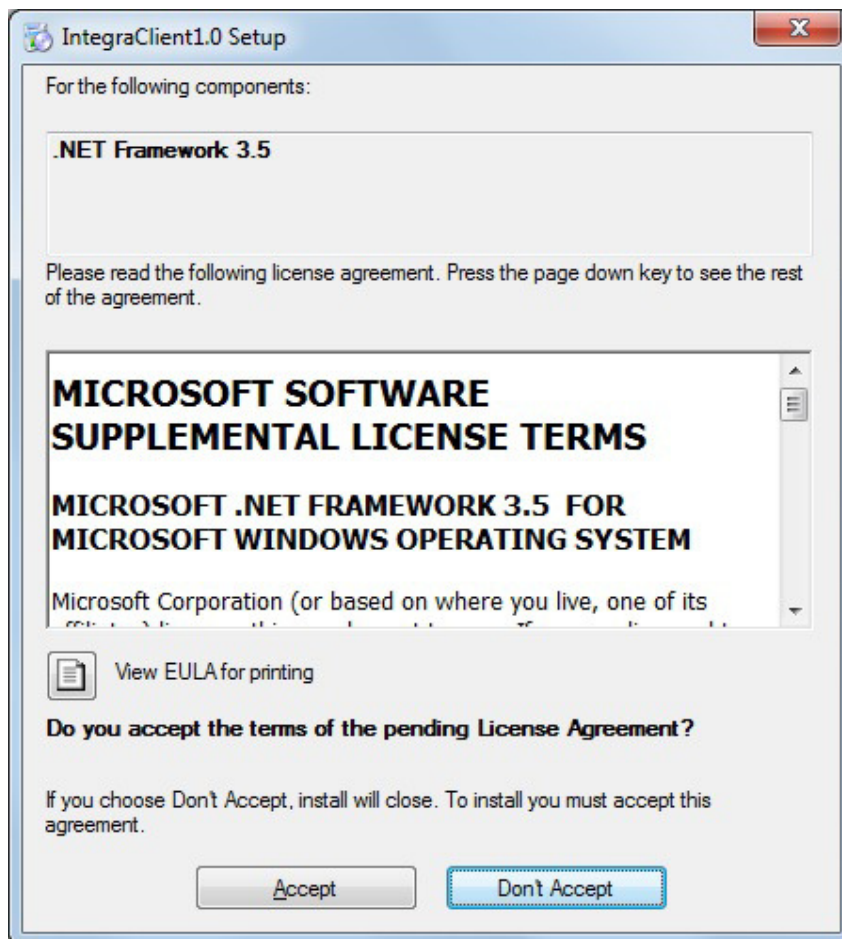 IntegraClient1.0 Setup
For the following components:
.NET Framework 3.5
Please read the following license agreement. Press the page down key to see the rest
of the agreement.
MICROSOFT SOFTWARE
SUPPLEMENTAL LICENSE TERMS
MICROSOFT .NET FRAMEWORK 3.5 FOR
MICROSOFT WINDOWS OPERATING SYSTEM
Microsoft Corporation (or based on where you live, one of its
View EULA for printing
Do you accept the terms of the pending License Agreement?
If you choose Don't Accept, install will close. To install you must accept this
agreement.
Accept
Don't Accept